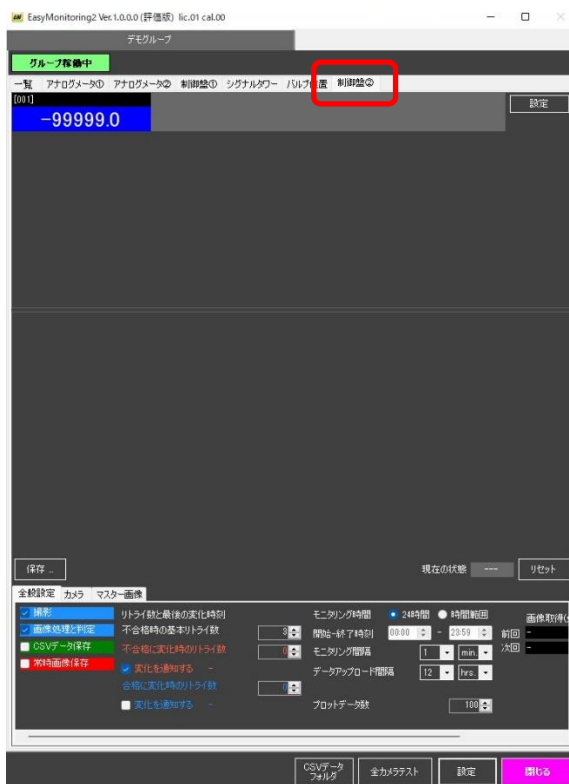 EasyMonitoring2 Ver.1.0.0.0 (評価版) lic.01 cal.00
デモグループ
グループ稼働中
一覧 アナログメータ① アナログメータ② 制御盤① シグナルタワー バルブ位置 制御盤②
[001]
-99999.0
設定
保存 ..
現在の状態 ---
リセット
全般設定 カメラ マスター画像
撮影
画像処理と判定
CSVデータ保存
常時画像保存
リトライ数と最後の変化時刻
不合格時の基本リトライ数 3
不合格に変化時のリトライ数 0
変化を通知する -
合格に変化時のリトライ数 0
変化を通知する -
モニタリング時間 24時間 時間範囲
開始-終了時刻 00:00 - 23:59
モニタリング間隔 1 min.
データアップロード間隔 12 hrs.
プロットデータ数 100
画像取得(s
前回 -
次回 -
CSVデータ
フォルダ
全カメラテスト
設定
閉じる